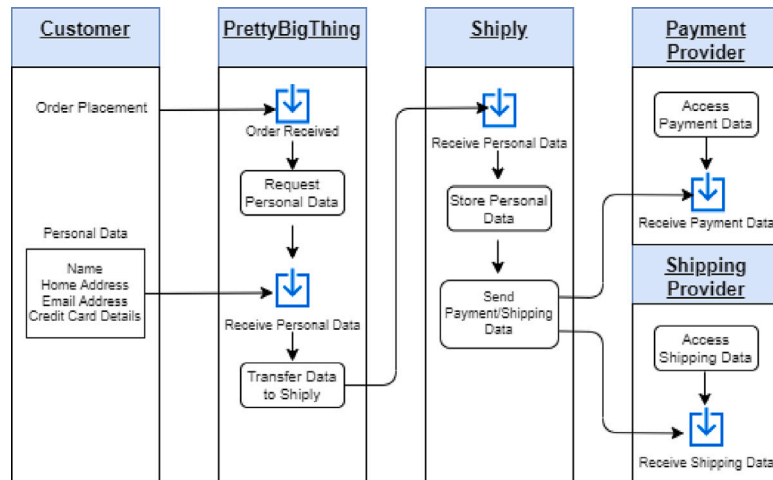 Customer
Order Placement
Personal Data
Name
Home Address
Email Address
Credit Card Details
PrettyBigThing
Order Received
Request
Personal Data
Receive Personal Data
Transfer Data
to Shiply
Shiply
Receive Personal Data
Store Personal
Data
Send
Payment/Shipping
Data
Payment
Provider
Access
Payment Data
Receive Payment Data
Shipping
Provider
Access
Shipping Data
Receive Shipping Data